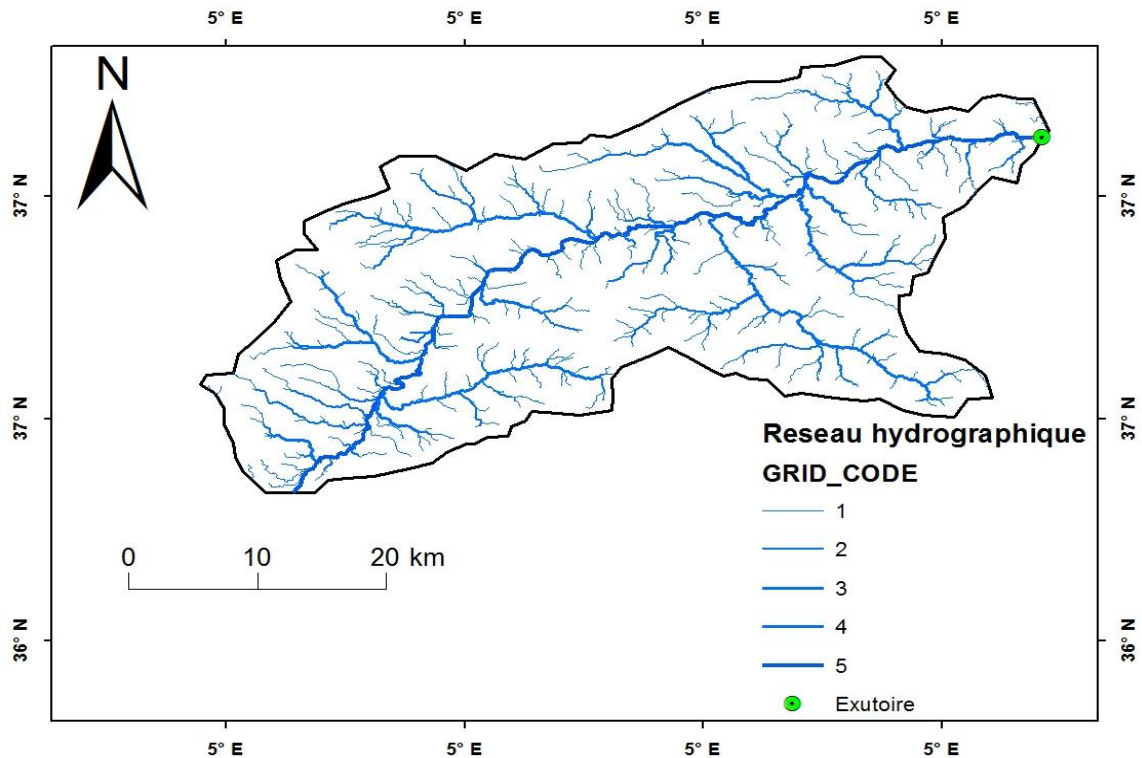 5° E 5° E 5° E 5° E
N
37° N 37° N
37° N 37° N
Reseau hydrographique
GRID_CODE
1
2
3
4
5
Exutoire
0 10 20 km
36° N 36° N
5° E 5° E 5° E 5° E